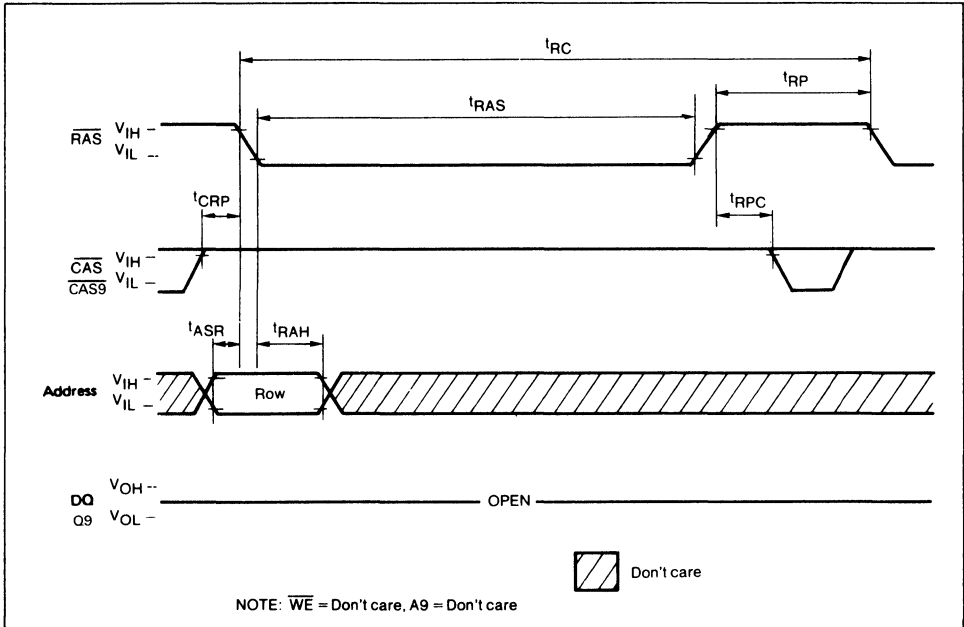 tRC
tRP
tRAS
RAS VIH
VIL
tCRP
tRPC
CAS VIH
CAS9 VIL
tASR
tRAH
Address VIH
VIL
Row
DQ VOH
Q9 VOL
OPEN
Don't care
NOTE: WE = Don't care, A9 = Don't care